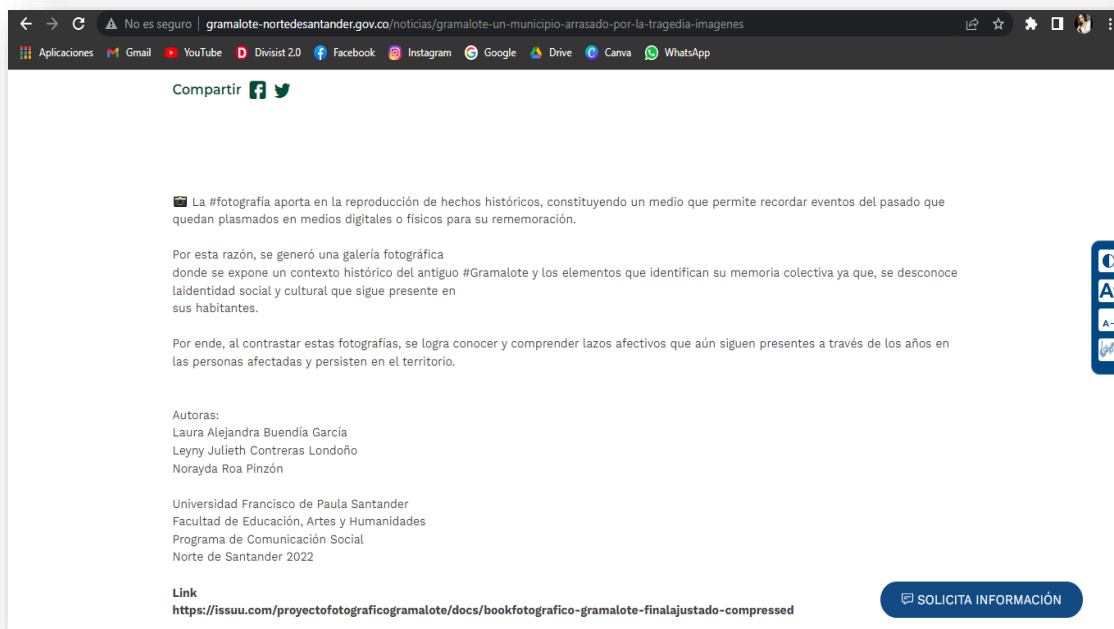 No es seguro | gramalote-nortedesantander.gov.co/noticias/gramalote-un-municipio-arrasado-por-la-tragedia-imagenes
Aplicaciones Gmail YouTube Divisist 2.0 Facebook Instagram Google Drive Canva WhatsApp
Compartir
La #fotografía aporta en la reproducción de hechos históricos, constituyendo un medio que permite recordar eventos del pasado que
quedan plasmados en medios digitales o físicos para su rememoración.
Por esta razón, se generó una galería fotográfica
donde se expone un contexto histórico del antiguo #Gramalote y los elementos que identifican su memoria colectiva ya que, se desconoce
laidentidad social y cultural que sigue presente en
sus habitantes.
Por ende, al contrastar estas fotografías, se logra conocer y comprender lazos afectivos que aún siguen presentes a través de los años en
las personas afectadas y persisten en el territorio.
Autoras:
Laura Alejandra Buendía García
Leyny Julieth Contreras Londoño
Norayda Roa Pinzón
Universidad Francisco de Paula Santander
Facultad de Educación, Artes y Humanidades
Programa de Comunicación Social
Norte de Santander 2022
Link
https://issuu.com/proyectofotograficogramalote/docs/bookfotografico-gramalote-finalajustado-compressed
SOLICITA INFORMACIÓN